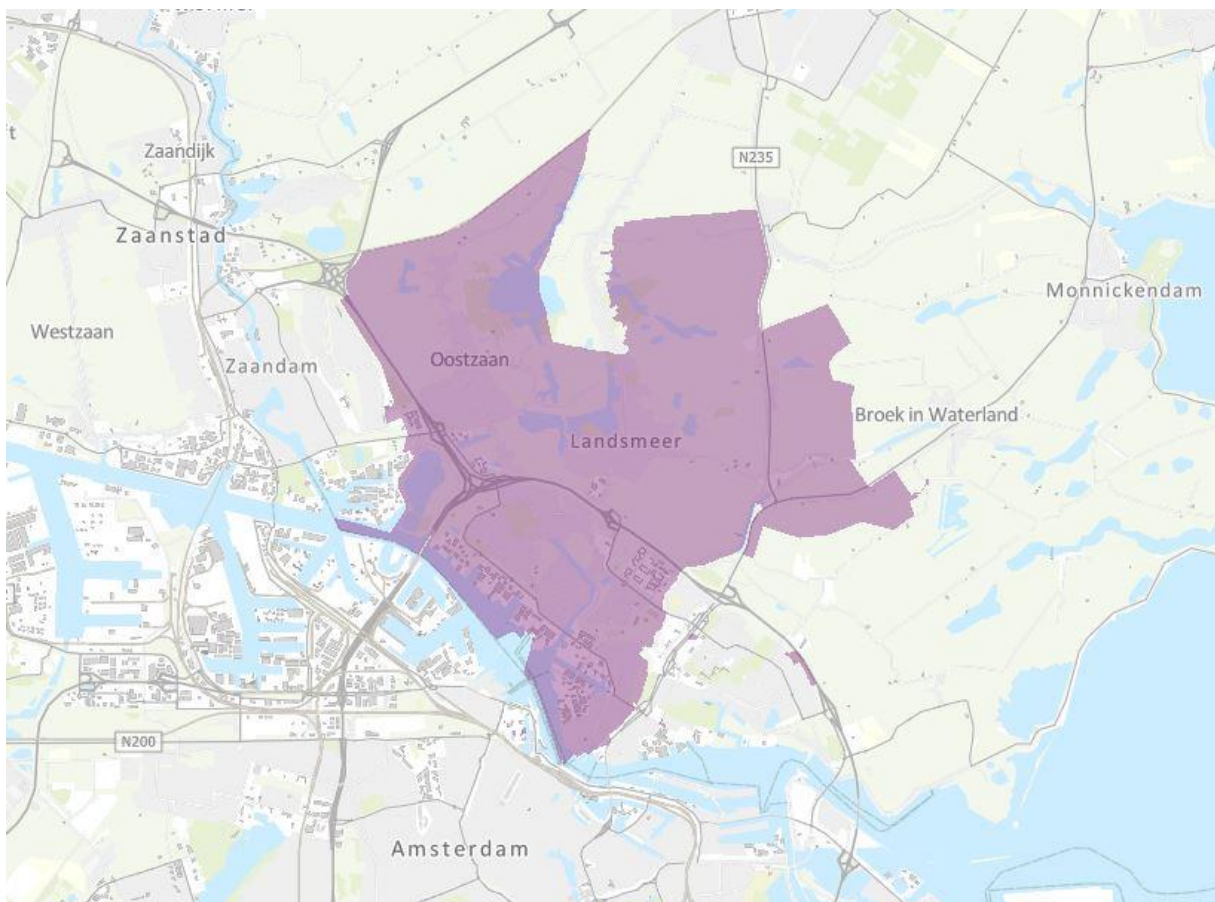 N235
Zaandijk
Zaanstad
Monnickendam
Westzaan
Oostzaan
Zaandam
Broek in Waterland
Landsmeer
N200
Amsterdam